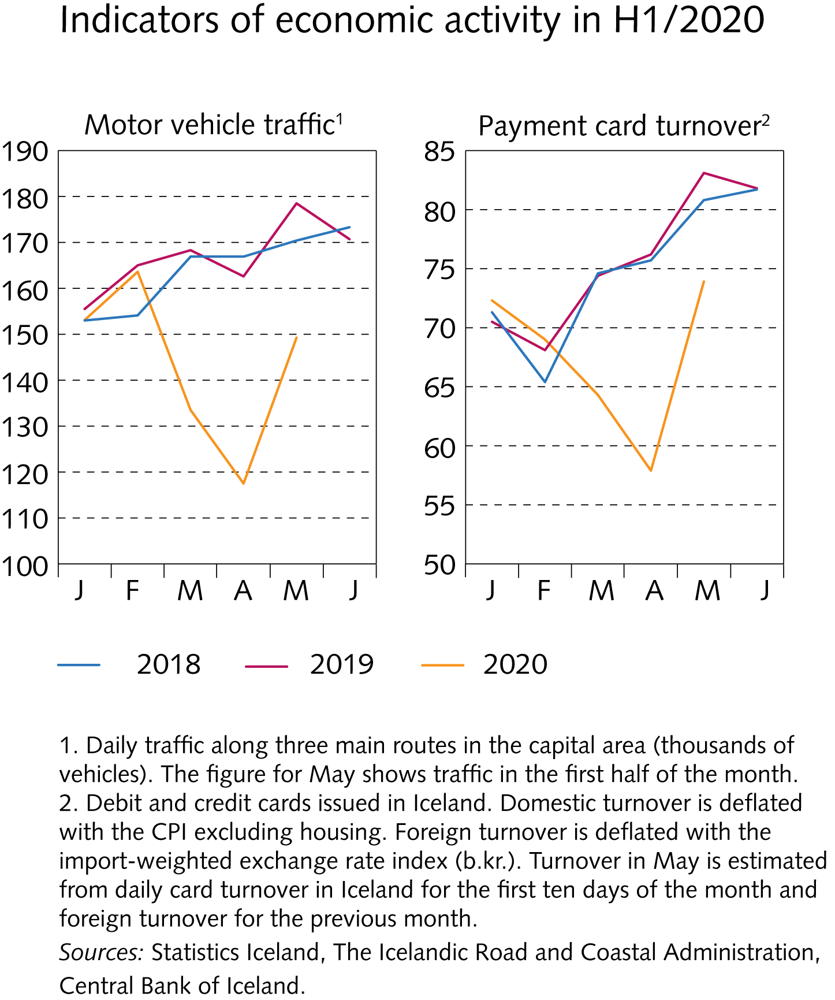 Indicators of economic activity in H1/2020
Motor vehicle traffic¹
190
180
170
160
150
140
130
120
110
100
J F M A M J
Payment card turnover²
85
80
75
70
65
60
55
50
J F M A M J
2018 2019 2020
1. Daily traffic along three main routes in the capital area (thousands of
vehicles). The figure for May shows traffic in the first half of the month.
2. Debit and credit cards issued in Iceland. Domestic turnover is deflated
with the CPI excluding housing. Foreign turnover is deflated with the
import-weighted exchange rate index (b.kr.). Turnover in May is estimated
from daily card turnover in Iceland for the first ten days of the month and
foreign turnover for the previous month.
Sources: Statistics Iceland, The Icelandic Road and Coastal Administration,
Central Bank of Iceland.